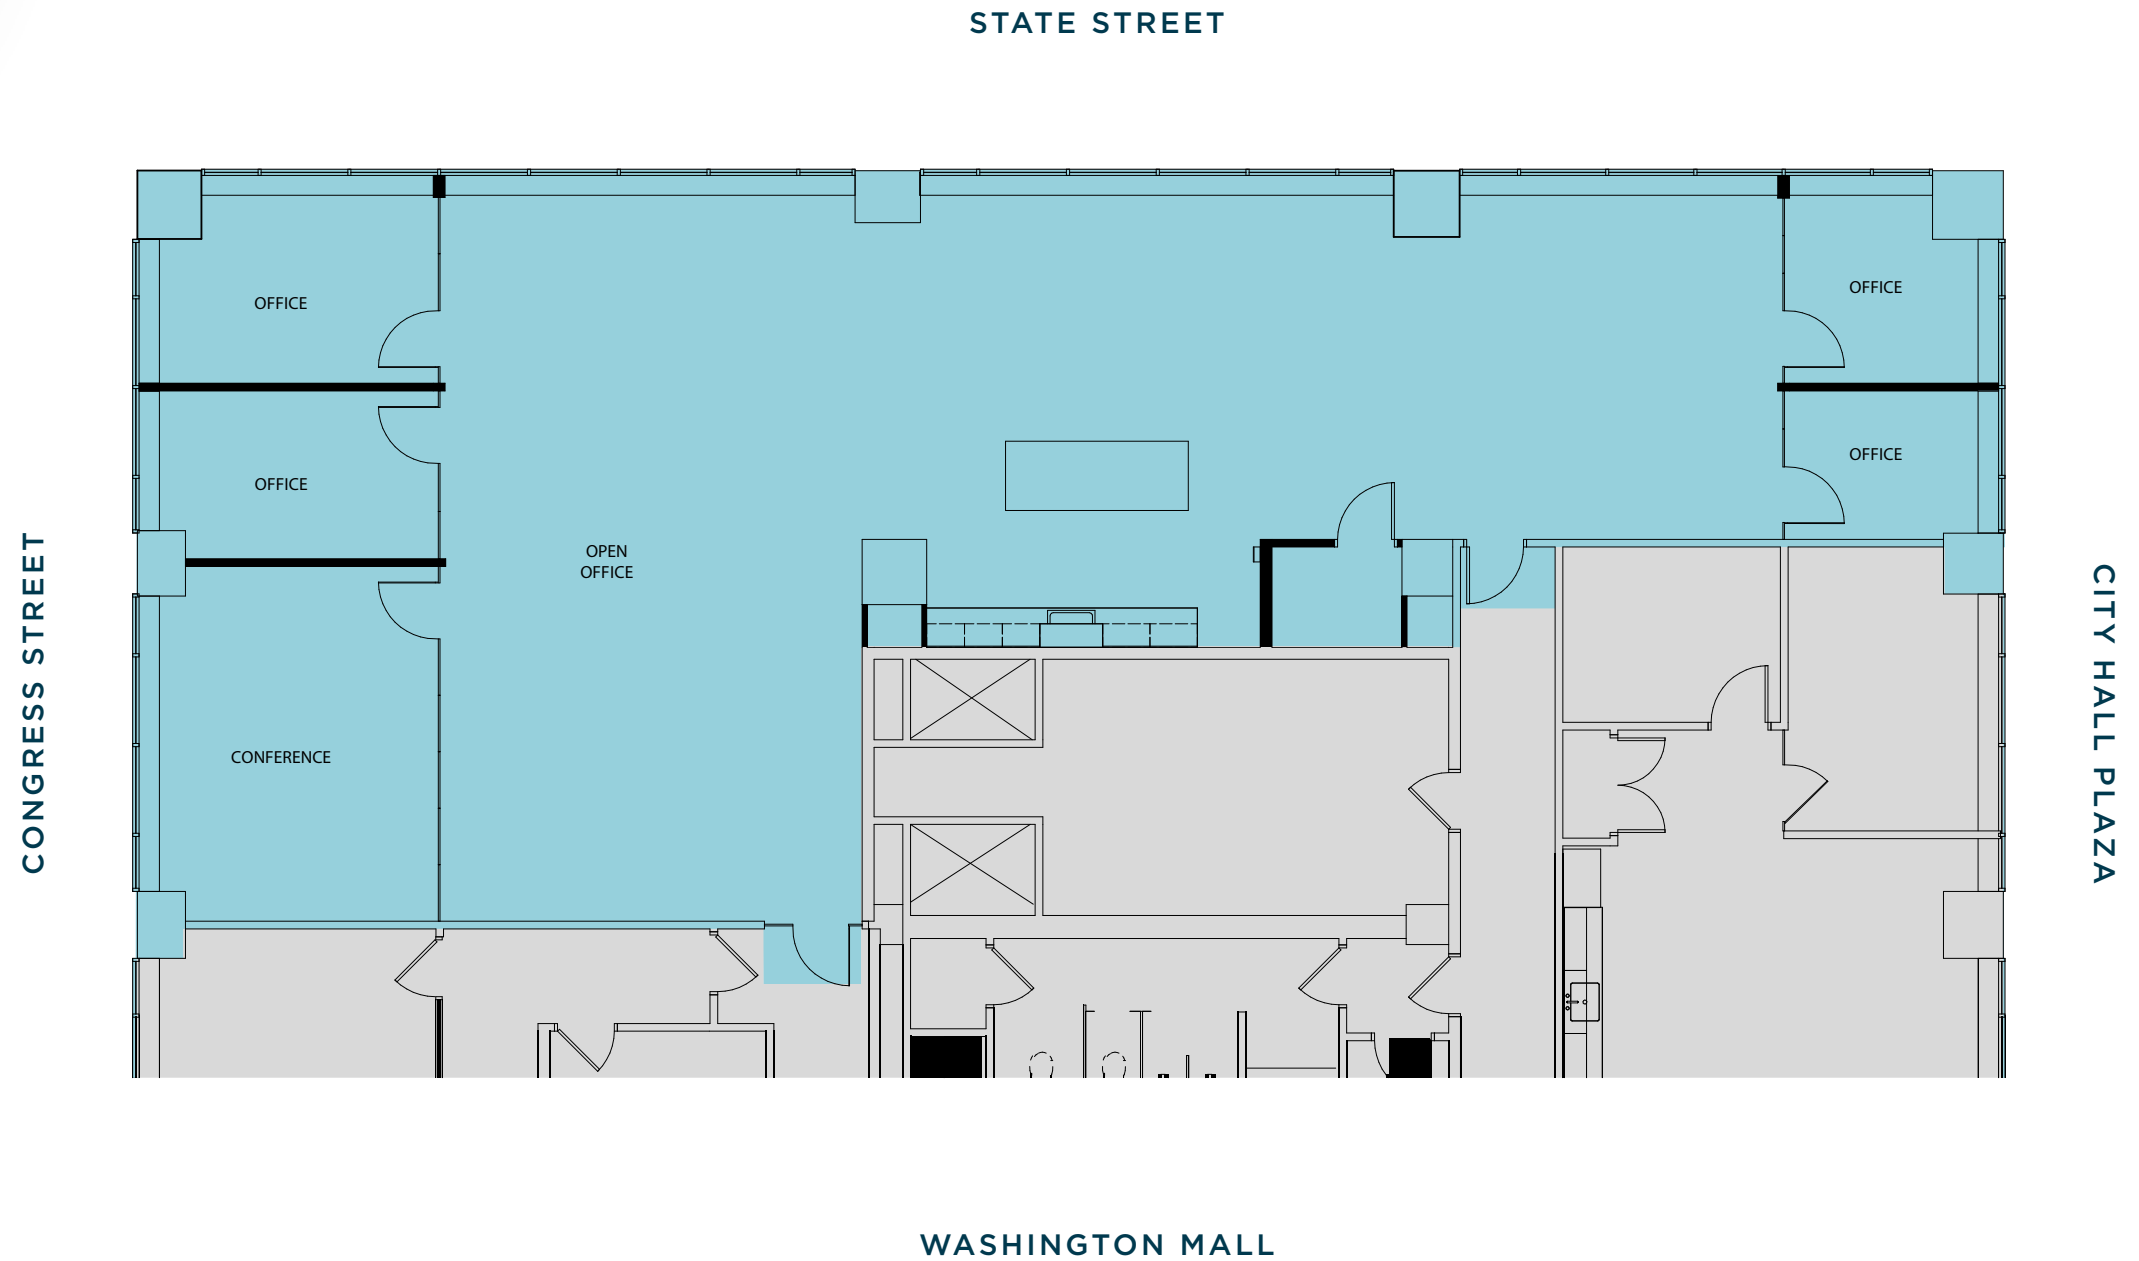 STATE STREET
OFFICE
OFFICE
OFFICE
OFFICE
OPEN
OFFICE
CONFERENCE
CONGRESS STREET
CITY HALL PLAZA
WASHINGTON MALL